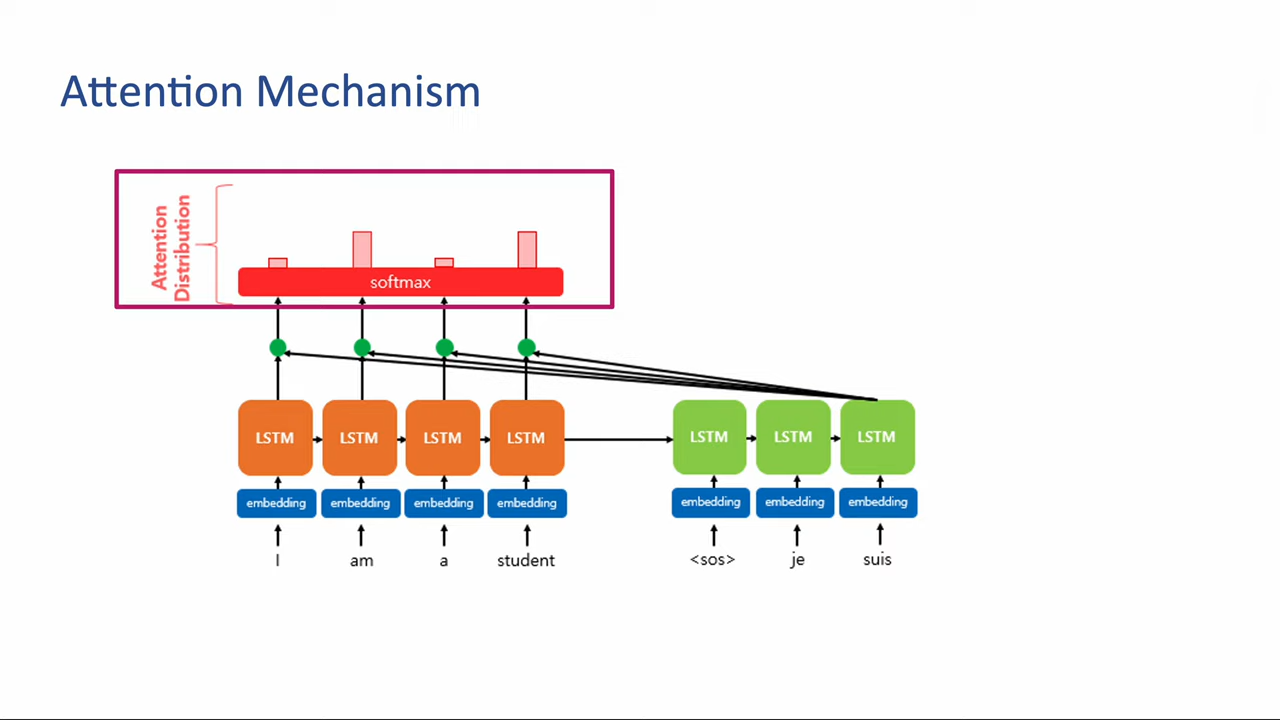 Attention Mechanism
Attention
Distribution
softmax
LSTM LSTM LSTM LSTM LSTM LSTM LSTM
embedding embedding embedding embedding embedding embedding embedding
I am a student <sos> je suis